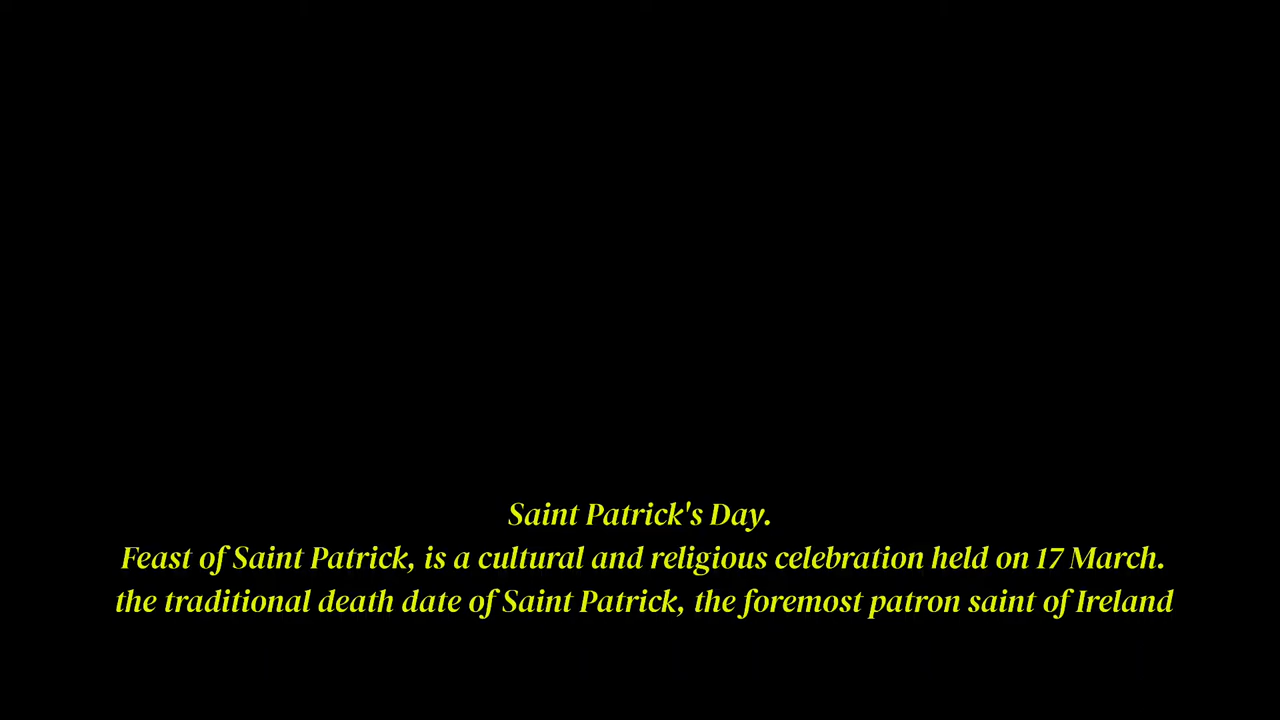 Saint Patrick's Day.
Feast of Saint Patrick, is a cultural and religious celebration held on 17 March.
the traditional death date of Saint Patrick, the foremost patron saint of Ireland